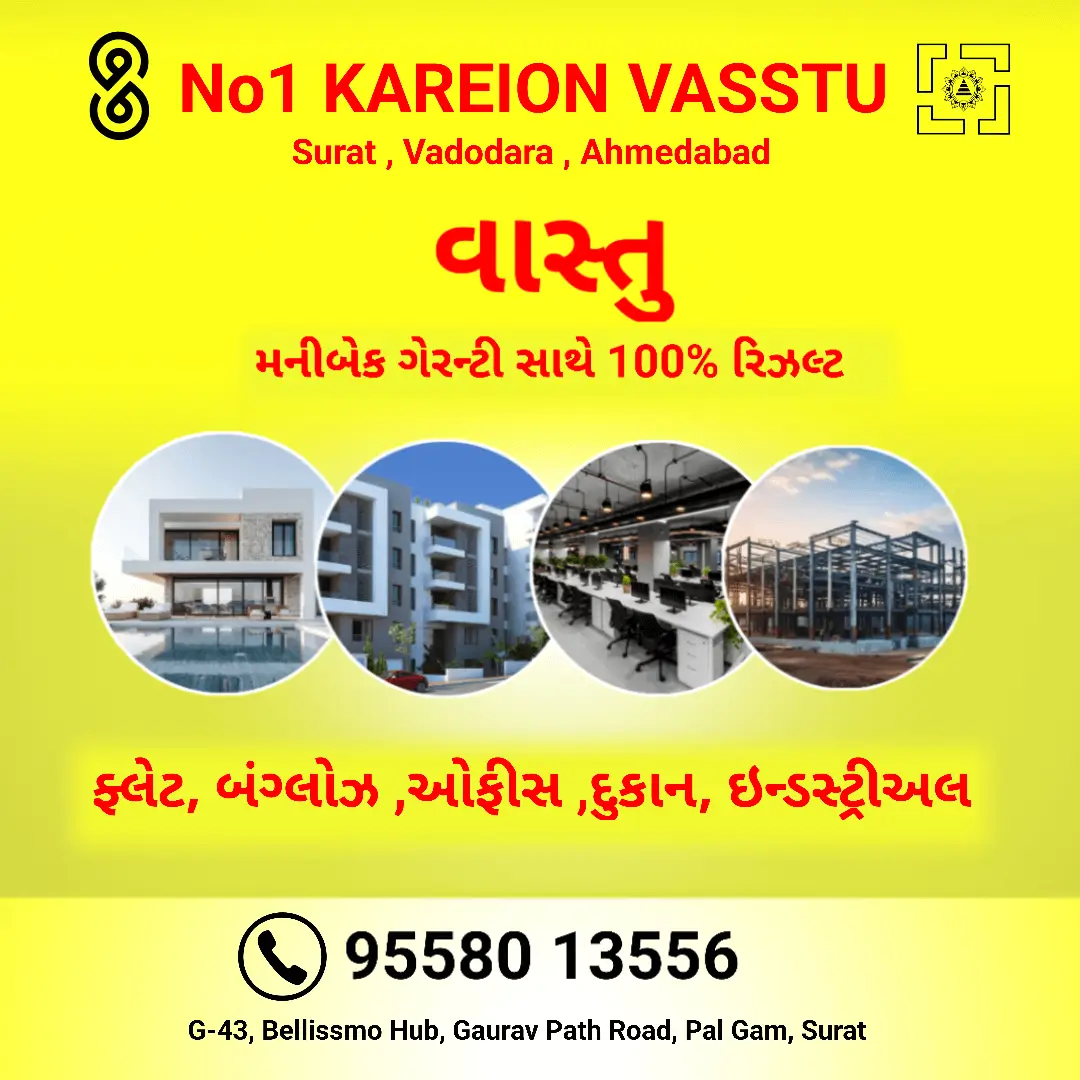 No1 KAREION VASSTU
Surat , Vadodara , Ahmedabad
વાસ્તુ
મનીબેક ગેરન્ટી સાથે 100% રિઝલ્ટ
ફ્લેટ, બંગ્લોઝ ,ઓફીસ ,દુકાન, ઇન્ડસ્ટ્રીઅલ
95580 13556
G-43, Bellissmo Hub, Gaurav Path Road, Pal Gam, Surat